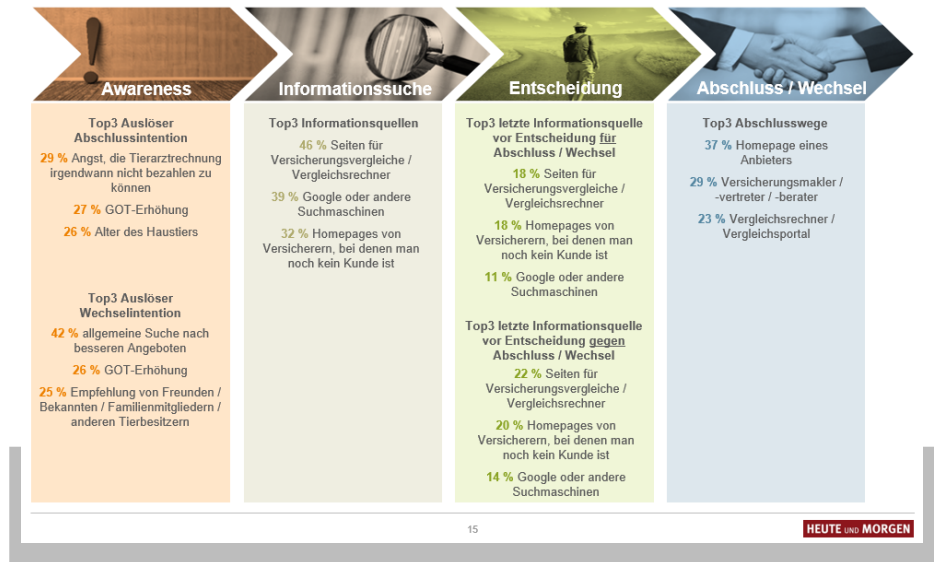 Awareness
Informationssuche
Entscheidung
Abschluss / Wechsel
Top3 Auslöser
Abschlussintention
29 % Angst, die Tierarztrechnung
irgendwann nicht bezahlen zu
können
27 % GOT-Erhöhung
26 % Alter des Haustiers
Top3 Auslöser
Wechselintention
42 % allgemeine Suche nach
besseren Angeboten
26 % GOT-Erhöhung
25 % Empfehlung von Freunden /
Bekannten / Familienmitgliedern /
anderen Tierbesitzern
Top3 Informationsquellen
46 % Seiten für
Versicherungsvergleiche /
Vergleichsrechner
39 % Google oder andere
Suchmaschinen
32 % Homepages von
Versicherern, bei denen man
noch kein Kunde ist
Top3 letzte Informationsquelle
vor Entscheidung für
Abschluss / Wechsel
18 % Seiten für
Versicherungsvergleiche /
Vergleichsrechner
18 % Homepages von
Versicherern, bei denen man
noch kein Kunde ist
11 % Google oder andere
Suchmaschinen
Top3 letzte Informationsquelle
vor Entscheidung gegen
Abschluss / Wechsel
22 % Seiten für
Versicherungsvergleiche /
Vergleichsrechner
20 % Homepages von
Versicherern, bei denen man
noch kein Kunde ist
14 % Google oder andere
Suchmaschinen
Top3 Abschlusswege
37 % Homepage eines
Anbieters
29 % Versicherungsmakler /
-vertreter / -berater
23 % Vergleichsrechner /
Vergleichsportal
15
HEUTE UND MORGEN